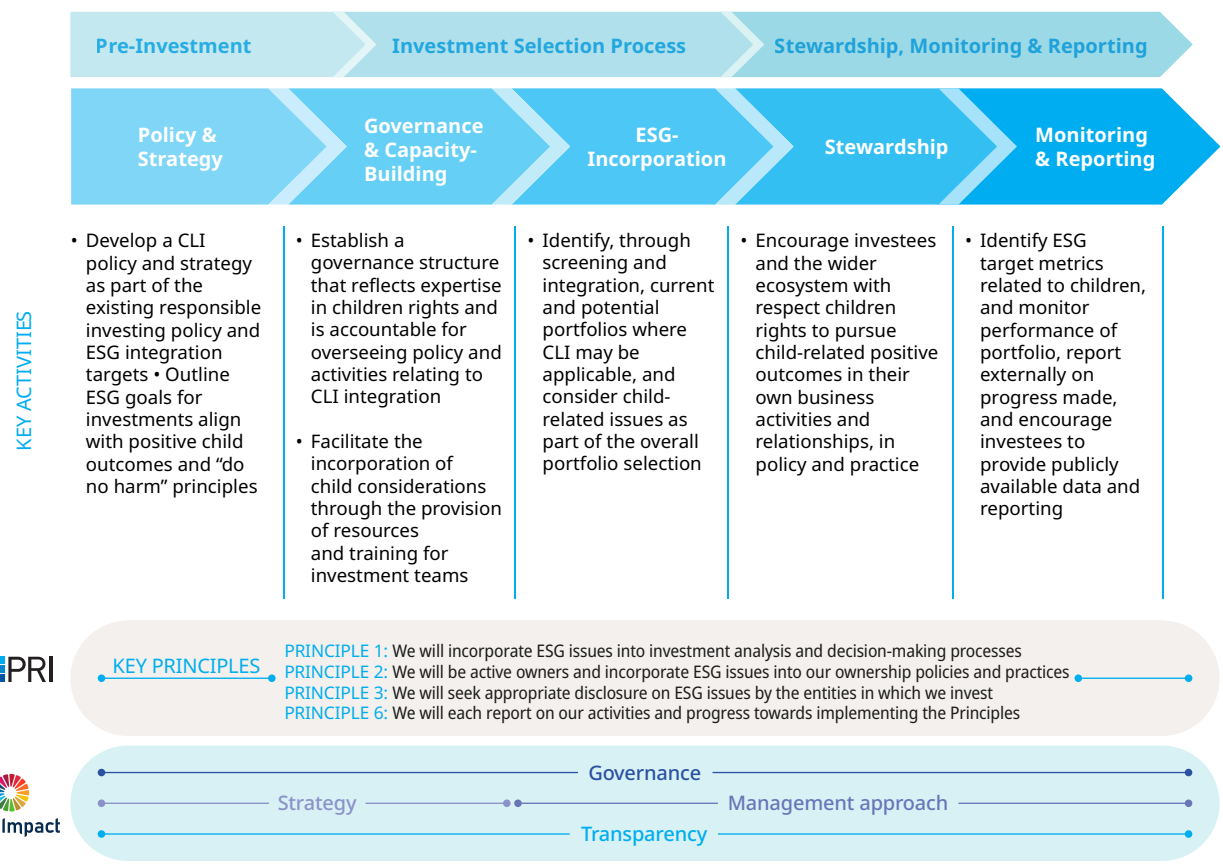 Pre-Investment
Investment Selection Process
Stewardship, Monitoring & Reporting
Policy &
Strategy
Governance
& Capacity-
Building
ESG-
Incorporation
Stewardship
Monitoring
& Reporting
KEY ACTIVITIES
• Develop a CLI
policy and strategy
as part of the
existing responsible
investing policy and
ESG integration
targets • Outline
ESG goals for
investments align
with positive child
outcomes and “do
no harm” principles
• Establish a
governance structure
that reflects expertise
in children rights and
is accountable for
overseeing policy and
activities relating to
CLI integration
• Facilitate the
incorporation of
child considerations
through the provision
of resources
and training for
investment teams
• Identify, through
screening and
integration, current
and potential
portfolios where
CLI may be
applicable, and
consider child-
related issues as
part of the overall
portfolio selection
• Encourage investees
and the wider
ecosystem with
respect children
rights to pursue
child-related positive
outcomes in their
own business
activities and
relationships, in
policy and practice
• Identify ESG
target metrics
related to children,
and monitor
performance of
portfolio, report
externally on
progress made,
and encourage
investees to
provide publicly
available data and
reporting
PRI
KEY PRINCIPLES
PRINCIPLE 1: We will incorporate ESG issues into investment analysis and decision-making processes
PRINCIPLE 2: We will be active owners and incorporate ESG issues into our ownership policies and practices
PRINCIPLE 3: We will seek appropriate disclosure on ESG issues by the entities in which we invest
PRINCIPLE 6: We will each report on our activities and progress towards implementing the Principles
Impact
Governance
Strategy
Management approach
Transparency